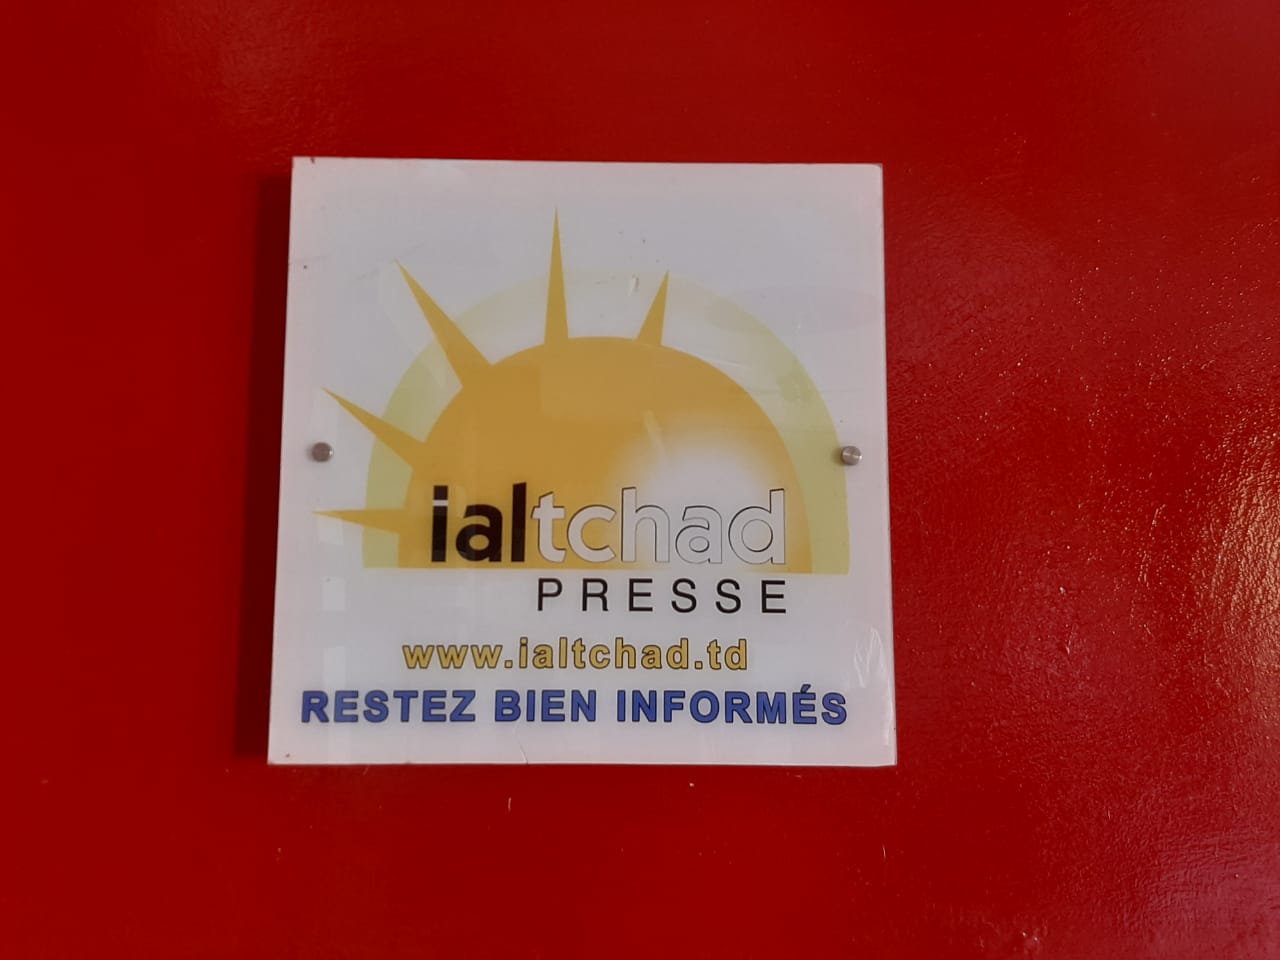 ialtchad
PRESSE
www.ialtchad.td
RESTEZ BIEN INFORMÉS